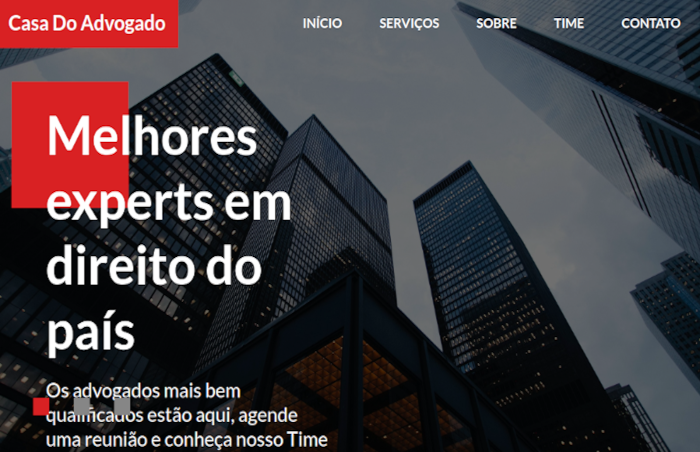 Casa Do Advogado
INÍCIO SERVIÇOS SOBRE TIME CONTATO
Melhores
experts em
direito do
país
Os advogados mais bem
qualificados estão aqui, agende
uma reunião e conheça nosso Time